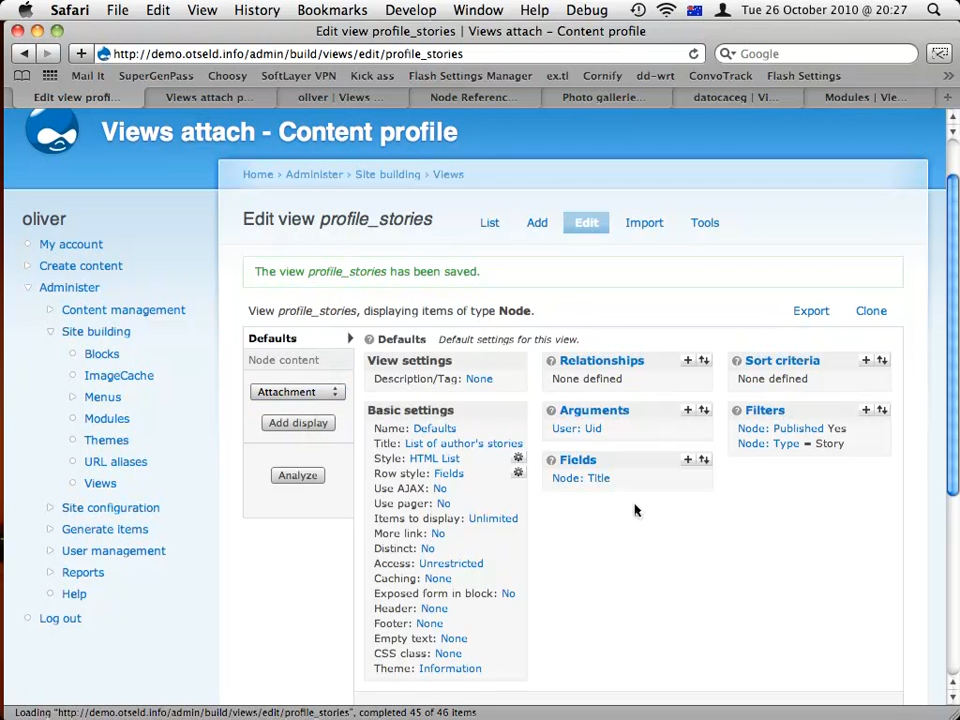 Safari File Edit View History Bookmarks Develop Window Help Debug Tue 26 October 2010 @ 20:27
Edit view profile_stories | Views attach – Content profile
http://demo.otseld.info/admin/build/views/edit/profile_stories
Google
Mail It SuperGenPass Choosy SoftLayer VPN Kick ass Flash Settings Manager ex.tl Cornify dd-wrt ConvoTrack Flash Settings
Edit view profi... Views attach p... oliver | Views ... Node Referenc... Photo gallerie... datocaceg | Vi... Modules | Vie...
Views attach - Content profile
Home › Administer › Site building › Views
oliver
My account
Create content
Administer
Content management
Site building
Blocks
ImageCache
Menus
Modules
Themes
URL aliases
Views
Site configuration
Generate items
User management
Reports
Help
Log out
Edit view profile_stories List Add Edit Import Tools
The view profile_stories has been saved.
View profile_stories, displaying items of type Node. Export Clone
Defaults
Node content
Attachment
Add display
Analyze
Defaults Default settings for this view.
View settings
Description/Tag: None
Basic settings
Name: Defaults
Title: List of author's stories
Style: HTML List
Row style: Fields
Use AJAX: No
Use pager: No
Items to display: Unlimited
More link: No
Distinct: No
Access: Unrestricted
Caching: None
Exposed form in block: No
Header: None
Footer: None
Empty text: None
CSS class: None
Theme: Information
Relationships
None defined
Arguments
User: Uid
Fields
Node: Title
Sort criteria
None defined
Filters
Node: Published Yes
Node: Type = Story
Loading "http://demo.otseld.info/admin/build/views/edit/profile_stories", completed 45 of 46 items